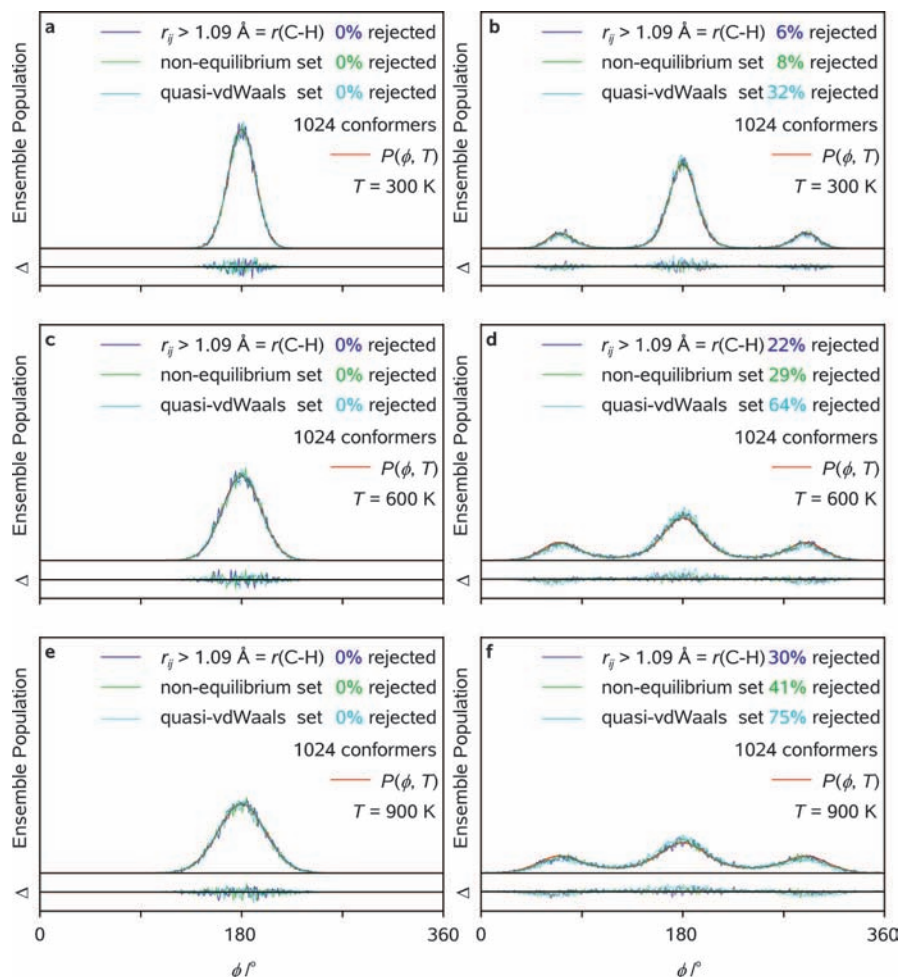 a
r_ij > 1.09 Å = r(C-H) 0% rejected
non-equilibrium set 0% rejected
quasi-vdWaals set 0% rejected
1024 conformers
P(ϕ, T)
T = 300 K
Ensemble Population
Δ
b
r_ij > 1.09 Å = r(C-H) 6% rejected
non-equilibrium set 8% rejected
quasi-vdWaals set 32% rejected
1024 conformers
P(ϕ, T)
T = 300 K
Ensemble Population
Δ
c
r_ij > 1.09 Å = r(C-H) 0% rejected
non-equilibrium set 0% rejected
quasi-vdWaals set 0% rejected
1024 conformers
P(ϕ, T)
T = 600 K
Ensemble Population
Δ
d
r_ij > 1.09 Å = r(C-H) 22% rejected
non-equilibrium set 29% rejected
quasi-vdWaals set 64% rejected
1024 conformers
P(ϕ, T)
T = 600 K
Ensemble Population
Δ
e
r_ij > 1.09 Å = r(C-H) 0% rejected
non-equilibrium set 0% rejected
quasi-vdWaals set 0% rejected
1024 conformers
P(ϕ, T)
T = 900 K
Ensemble Population
Δ
0 180 360
ϕ /°
f
r_ij > 1.09 Å = r(C-H) 30% rejected
non-equilibrium set 41% rejected
quasi-vdWaals set 75% rejected
1024 conformers
P(ϕ, T)
T = 900 K
Ensemble Population
Δ
0 180 360
ϕ /°